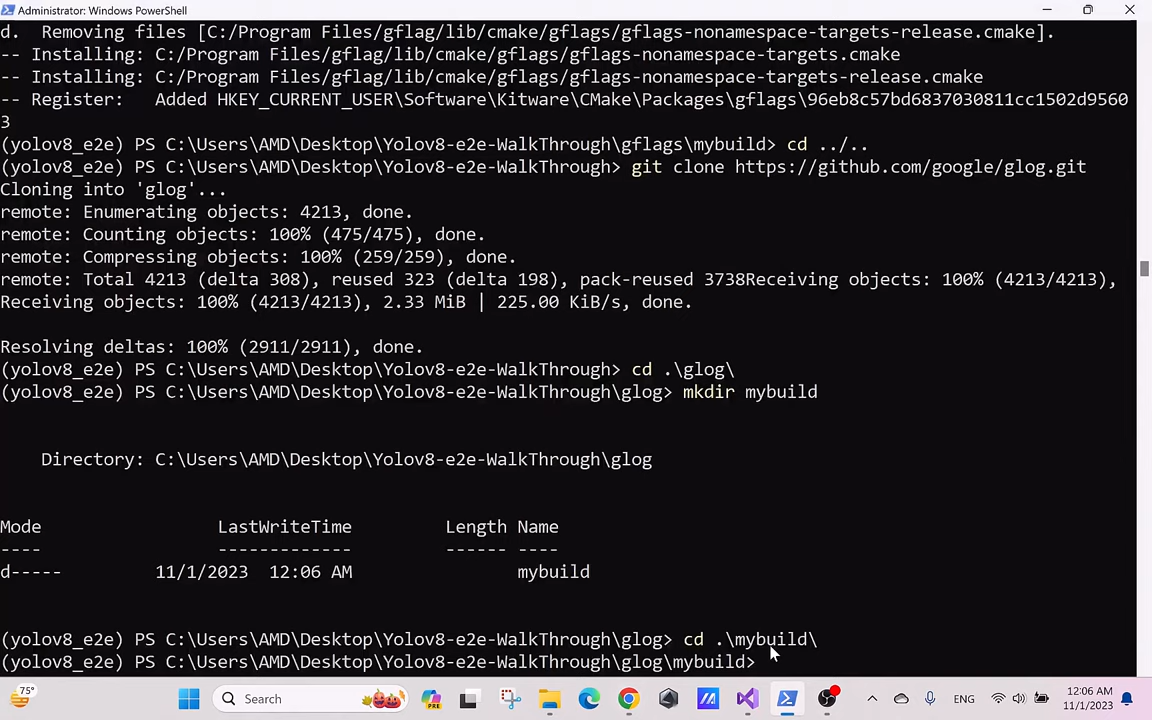 Administrator: Windows PowerShell
d.  Removing files [C:/Program Files/gflag/lib/cmake/gflags/gflags-nonamespace-targets-release.cmake].
-- Installing: C:/Program Files/gflag/lib/cmake/gflags/gflags-nonamespace-targets.cmake
-- Installing: C:/Program Files/gflag/lib/cmake/gflags/gflags-nonamespace-targets-release.cmake
-- Register:   Added HKEY_CURRENT_USER\Software\Kitware\CMake\Packages\gflags\96eb8c57bd6837030811cc1502d9560
3
(yolov8_e2e) PS C:\Users\AMD\Desktop\Yolov8-e2e-WalkThrough\gflags\mybuild> cd ../..
(yolov8_e2e) PS C:\Users\AMD\Desktop\Yolov8-e2e-WalkThrough> git clone https://github.com/google/glog.git
Cloning into 'glog'...
remote: Enumerating objects: 4213, done.
remote: Counting objects: 100% (475/475), done.
remote: Compressing objects: 100% (259/259), done.
remote: Total 4213 (delta 308), reused 323 (delta 198), pack-reused 3738Receiving objects: 100% (4213/4213),
Receiving objects: 100% (4213/4213), 2.33 MiB | 225.00 KiB/s, done.
Resolving deltas: 100% (2911/2911), done.
(yolov8_e2e) PS C:\Users\AMD\Desktop\Yolov8-e2e-WalkThrough> cd .\glog\
(yolov8_e2e) PS C:\Users\AMD\Desktop\Yolov8-e2e-WalkThrough\glog> mkdir mybuild
Directory: C:\Users\AMD\Desktop\Yolov8-e2e-WalkThrough\glog
Mode LastWriteTime Length Name
---- ------------- ------ ----
d----- 11/1/2023 12:06 AM mybuild
(yolov8_e2e) PS C:\Users\AMD\Desktop\Yolov8-e2e-WalkThrough\glog> cd .\mybuild\
(yolov8_e2e) PS C:\Users\AMD\Desktop\Yolov8-e2e-WalkThrough\glog\mybuild>
75° Search PRE ENG 12:06 AM
11/1/2023